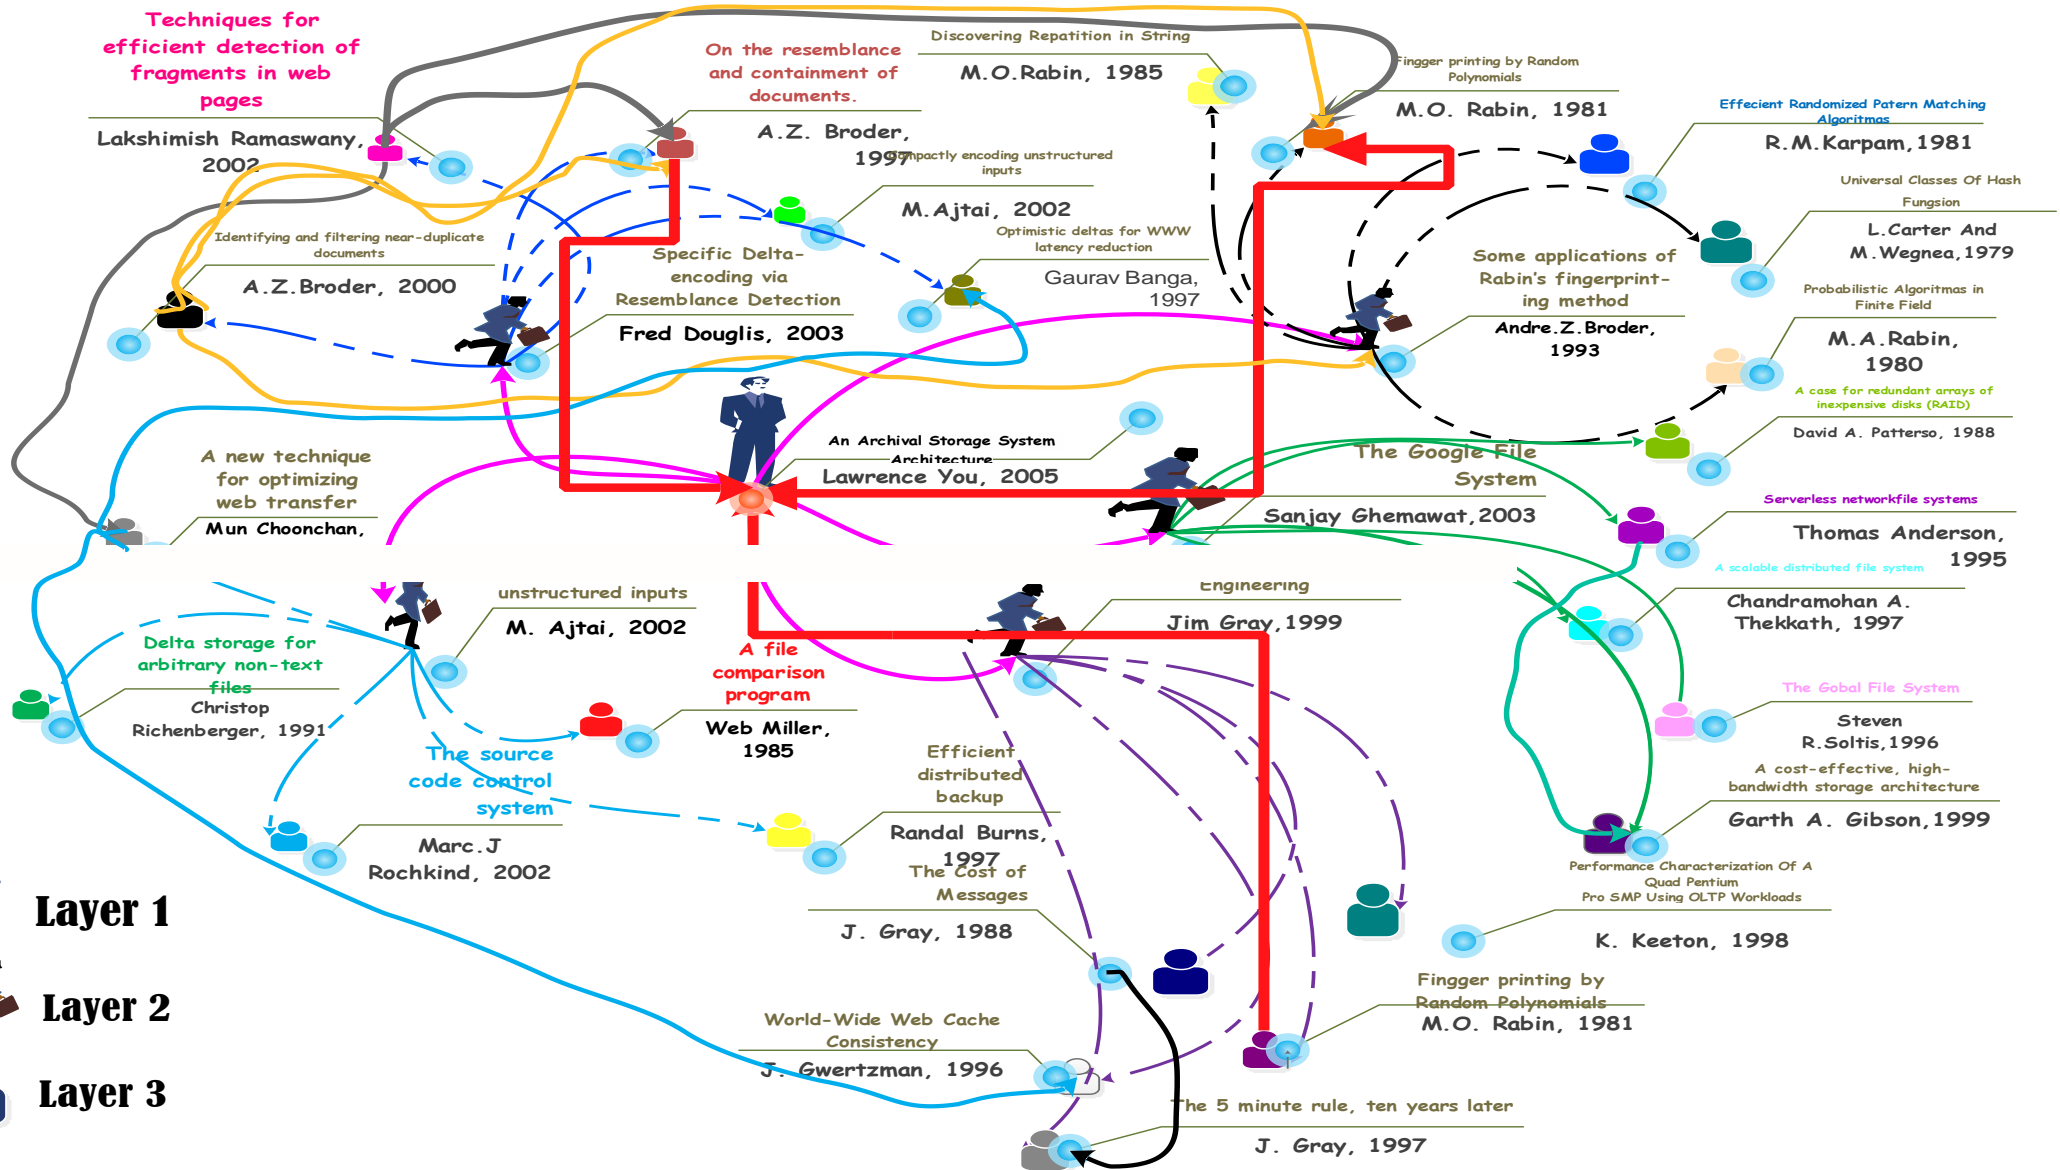 Techniques for
efficient detection of
fragments in web
pages
Lakshimish Ramaswany,
2002
On the resemblance
and containment of
documents.
A.Z. Broder,
1997
Discovering Repatition in String
M.O.Rabin, 1985
Fingger printing by Random
Polynomials
M.O. Rabin, 1981
Effecient Randomized Patern Matching
Algoritmas
R.M.Karpam,1981
Universal Classes Of Hash
Fungsion
L.Carter And
M.Wegnea,1979
Compactly encoding unstructured
inputs
M.Ajtai, 2002
Identifying and filtering near-duplicate
documents
A.Z.Broder, 2000
Specific Delta-
encoding via
Resemblance Detection
Fred Douglis, 2003
Optimistic deltas for WWW
latency reduction
Gaurav Banga,
1997
Some applications of
Rabin's fingerprint-
ing method
Andre.Z.Broder,
1993
Probabilistic Algoritmas in
Finite Field
M.A.Rabin,
1980
A case for redundant arrays of
inexpensive disks (RAID)
David A. Patterso, 1988
A new technique
for optimizing
web transfer
Mun Choonchan,
An Archival Storage System
Architecture
Lawrence You, 2005
The Google File
System
Sanjay Ghemawat,2003
Serverless networkfile systems
Thomas Anderson,
1995
unstructured inputs
M. Ajtai, 2002
Engineering
Jim Gray,1999
A scalable distributed file system
Chandramohan A.
Thekkath, 1997
Delta storage for
arbitrary non-text
files
Christop
Richenberger, 1991
A file
comparison
program
Web Miller,
1985
The Gobal File System
Steven
R.Soltis,1996
The source
code control
system
Marc.J
Rochkind, 2002
Efficient
distributed
backup
Randal Burns,
1997
A cost-effective, high-
bandwidth storage architecture
Garth A. Gibson,1999
The Cost of
Messages
J. Gray, 1988
Performance Characterization Of A
Quad Pentium
Pro SMP Using OLTP Workloads
K. Keeton, 1998
Layer 1
Layer 2
Layer 3
Fingger printing by
Random Polynomials
M.O. Rabin, 1981
World-Wide Web Cache
Consistency
J. Gwertzman, 1996
The 5 minute rule, ten years later
J. Gray, 1997